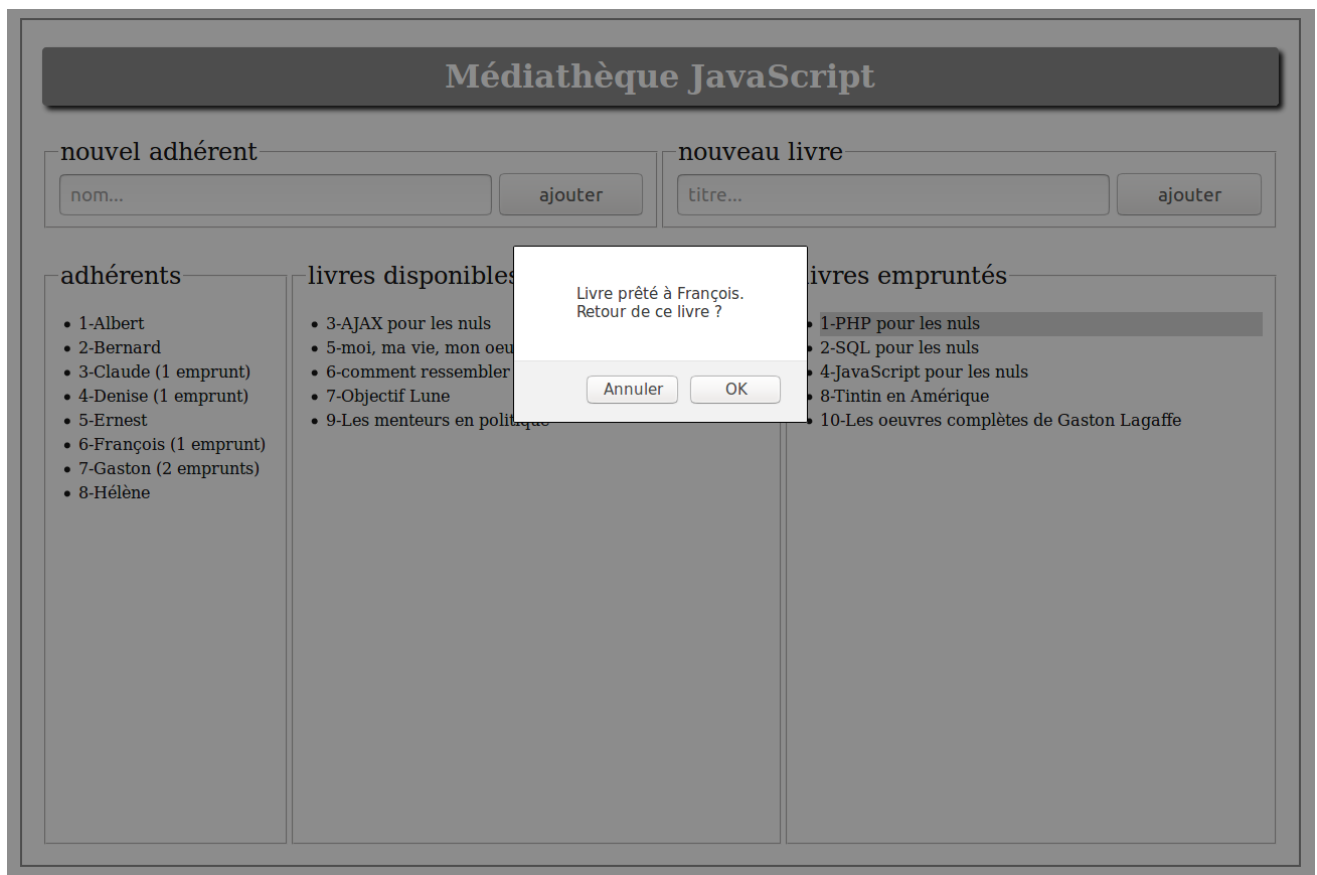 Médiathèque JavaScript
nouvel adhérent
nom...
ajouter
nouveau livre
titre...
ajouter
adhérents
1-Albert
2-Bernard
3-Claude (1 emprunt)
4-Denise (1 emprunt)
5-Ernest
6-François (1 emprunt)
7-Gaston (2 emprunts)
8-Hélène
livres disponibles
3-AJAX pour les nuls
5-moi, ma vie, mon oeu
6-comment ressembler
7-Objectif Lune
9-Les menteurs en politique
Livre prêté à François.
Retour de ce livre ?
Annuler
OK
ivres empruntés
1-PHP pour les nuls
2-SQL pour les nuls
4-JavaScript pour les nuls
8-Tintin en Amérique
10-Les oeuvres complètes de Gaston Lagaffe